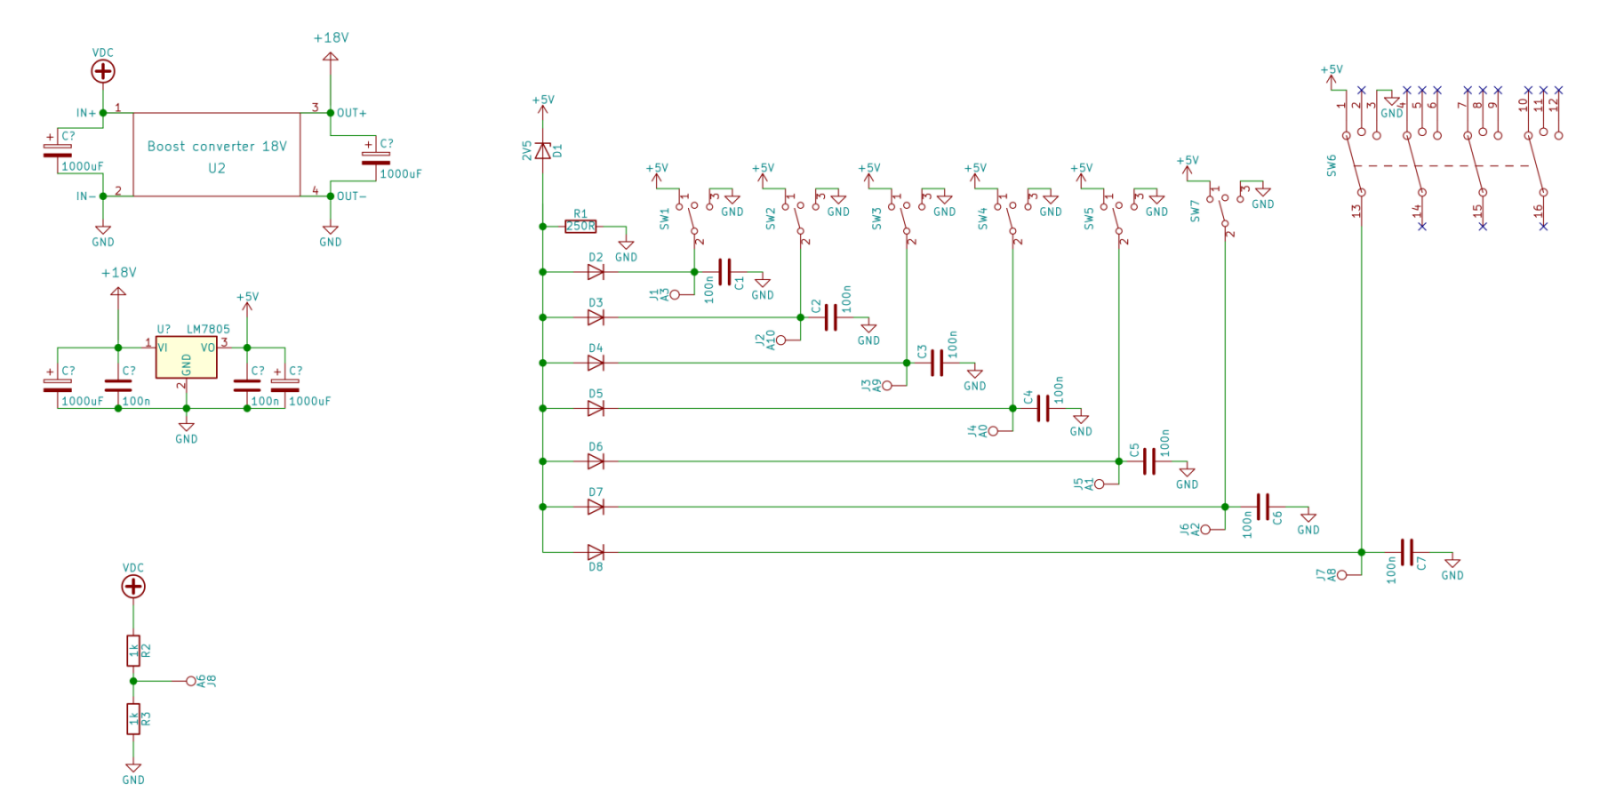 VDC
+18V
IN+ 1 3 OUT+
+ C?
1000uF
Boost converter 18V
U2
+ C?
1000uF
IN- 2 4 OUT-
GND
GND
+18V
+5V
U? LM7805
1 VI VO 3
GND
2
+ C?
1000uF
C?
100n
C?
100n
+ C?
1000uF
GND
VDC
1k R2
A6 J8
1k R3
GND
+5V
2V5 D1
R1
250R
GND
+5V
SW1 1 3 2
GND
+5V
SW2 1 3 2
GND
+5V
SW3 1 3 2
GND
+5V
SW4 1 3 2
GND
+5V
SW5 1 3 2
GND
+5V
SW7 1 3 2
GND
+5V
SW6
1 2 3 4 5 6 7 8 9 10 11 12
GND
13 14 15 16
D2
J1 A3
100n C1
GND
D3
J2 A10
C2 100n
GND
D4
J3 A9
C3 100n
GND
D5
J4 A0
C4 100n
GND
D6
J5 A1
C5 100n
GND
D7
J6 A2
100n C6
GND
D8
J7 A8
100n C7
GND